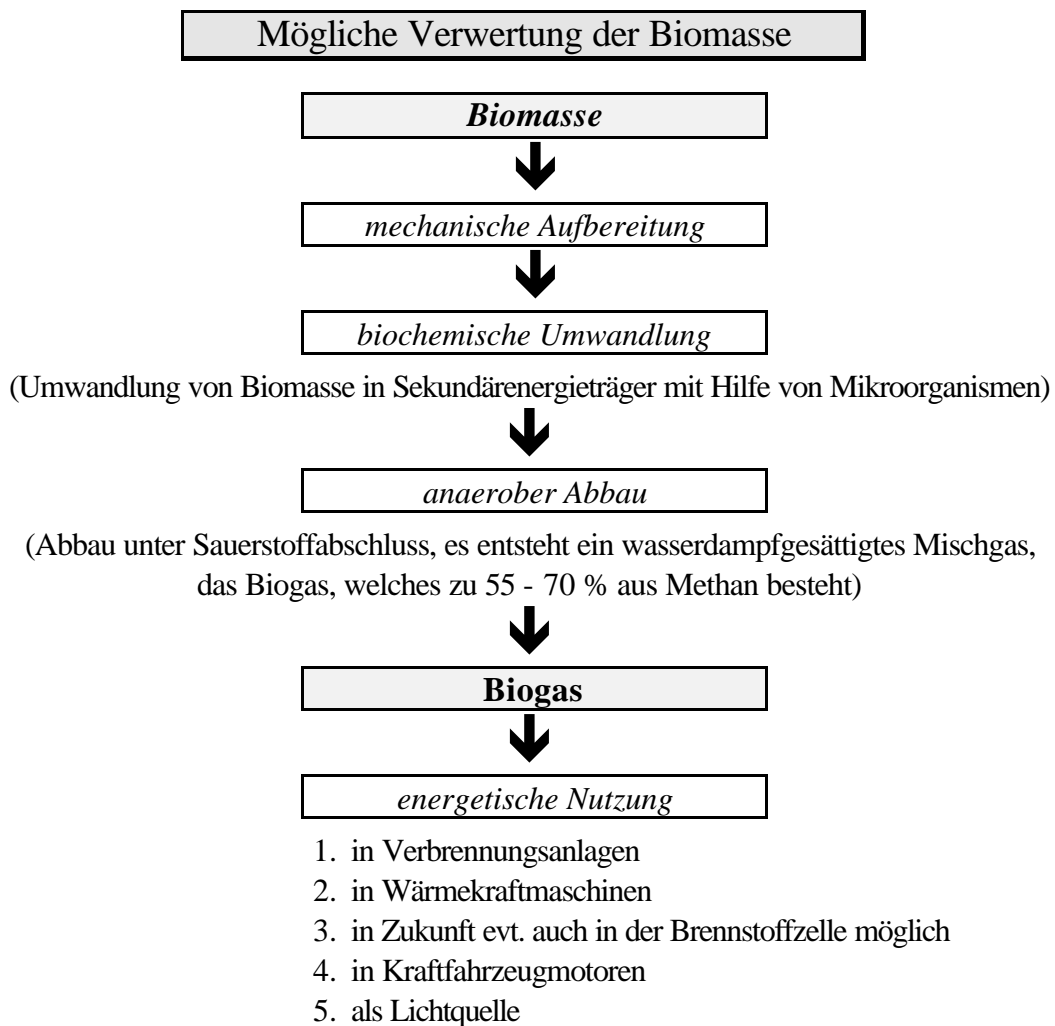 Mögliche Verwertung der Biomasse
Biomasse
mechanische Aufbereitung
biochemische Umwandlung
(Umwandlung von Biomasse in Sekundärenergieträger mit Hilfe von Mikroorganismen)
anaerober Abbau
(Abbau unter Sauerstoffabschluss, es entsteht ein wasserdampfgesättigtes Mischgas,
das Biogas, welches zu 55 - 70 % aus Methan besteht)
Biogas
energetische Nutzung
1. in Verbrennungsanlagen
2. in Wärmekraftmaschinen
3. in Zukunft evt. auch in der Brennstoffzelle möglich
4. in Kraftfahrzeugmotoren
5. als Lichtquelle